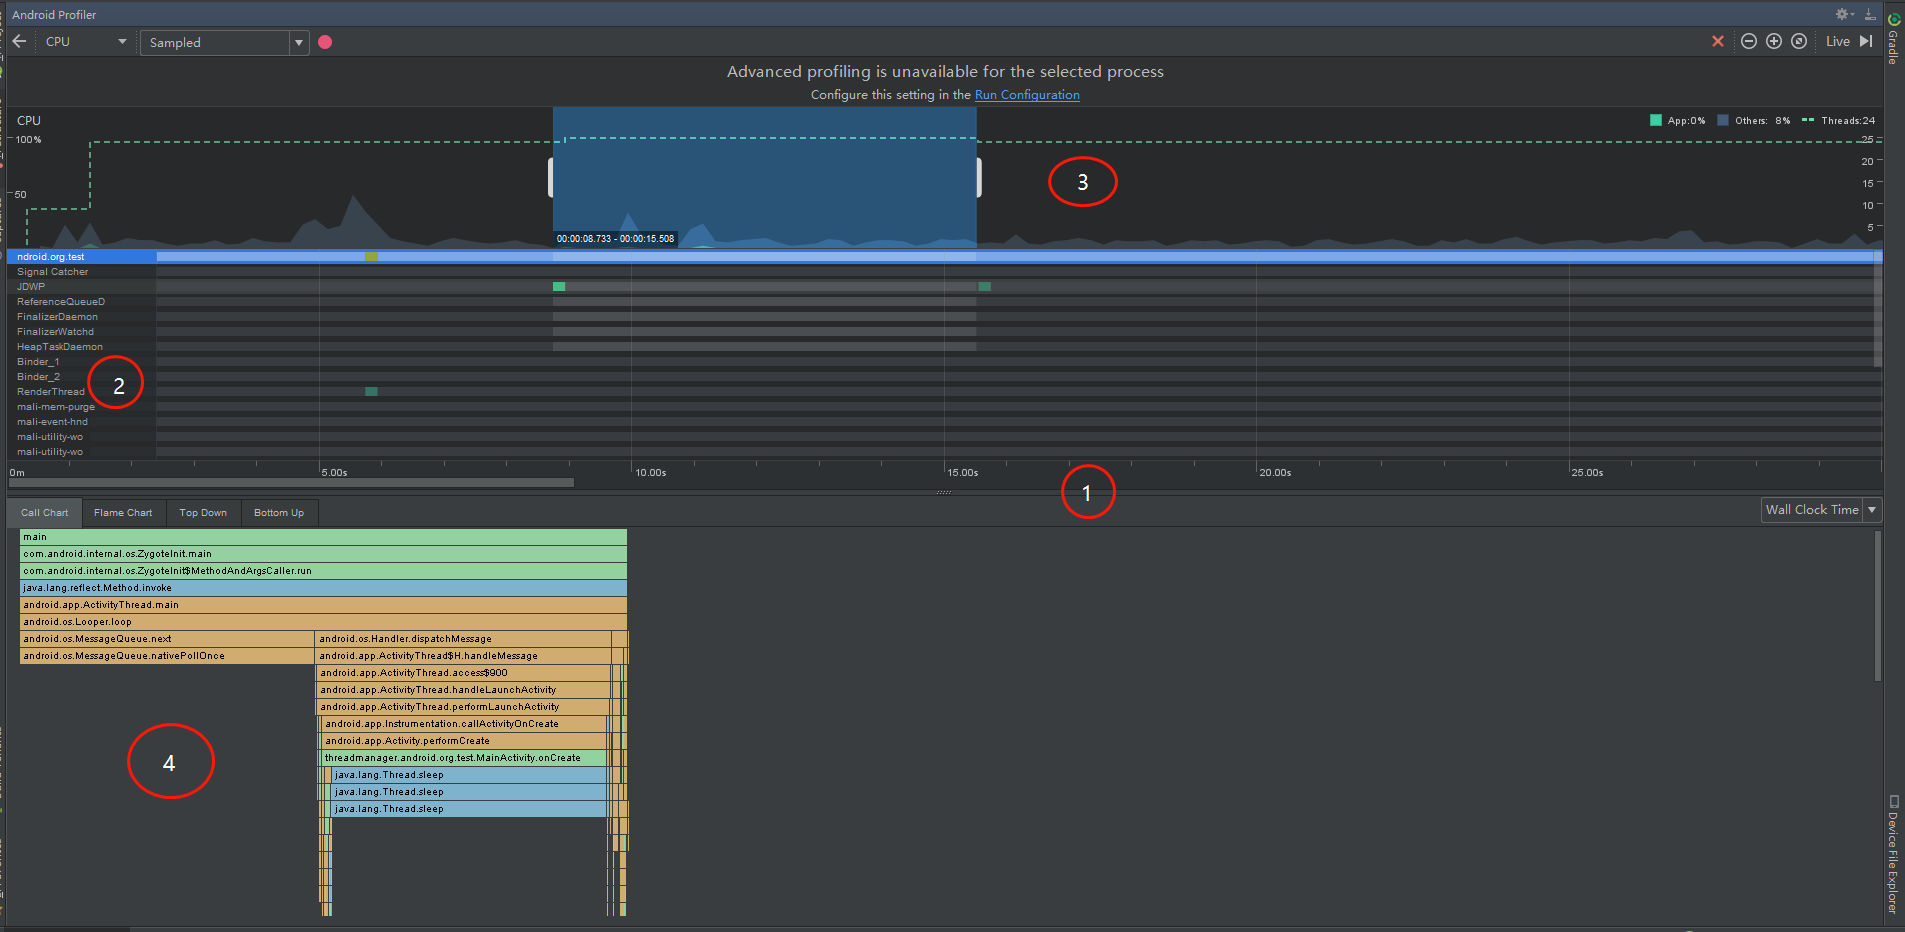 Android Profiler
CPU
Sampled
Live
Advanced profiling is unavailable for the selected process
Configure this setting in the Run Configuration
CPU
App:0%
Others: 8%
Threads:24
100%
50
25
20
15
10
5
3
00:00:08.733 - 00:00:15.508
ndroid.org.test
Signal Catcher
JDWP
ReferenceQueueD
FinalizerDaemon
FinalizerWatchd
HeapTaskDaemon
Binder_1
Binder_2
2
RenderThread
mali-mem-purge
mali-event-hnd
mali-utility-wo
mali-utility-wo
0m
5.00s
10.00s
15.00s
20.00s
25.00s
1
Call Chart
Flame Chart
Top Down
Bottom Up
Wall Clock Time
main
com.android.internal.os.ZygoteInit.main
com.android.internal.os.ZygoteInit$MethodAndArgsCaller.run
java.lang.reflect.Method.invoke
android.app.ActivityThread.main
android.os.Looper.loop
android.os.MessageQueue.next
android.os.Handler.dispatchMessage
android.os.MessageQueue.nativePollOnce
android.app.ActivityThread$H.handleMessage
android.app.ActivityThread.access$900
android.app.ActivityThread.handleLaunchActivity
android.app.ActivityThread.performLaunchActivity
android.app.Instrumentation.callActivityOnCreate
android.app.Activity.performCreate
threadmanager.android.org.test.MainActivity.onCreate
java.lang.Thread.sleep
java.lang.Thread.sleep
java.lang.Thread.sleep
4
Gradle
Device File Explorer